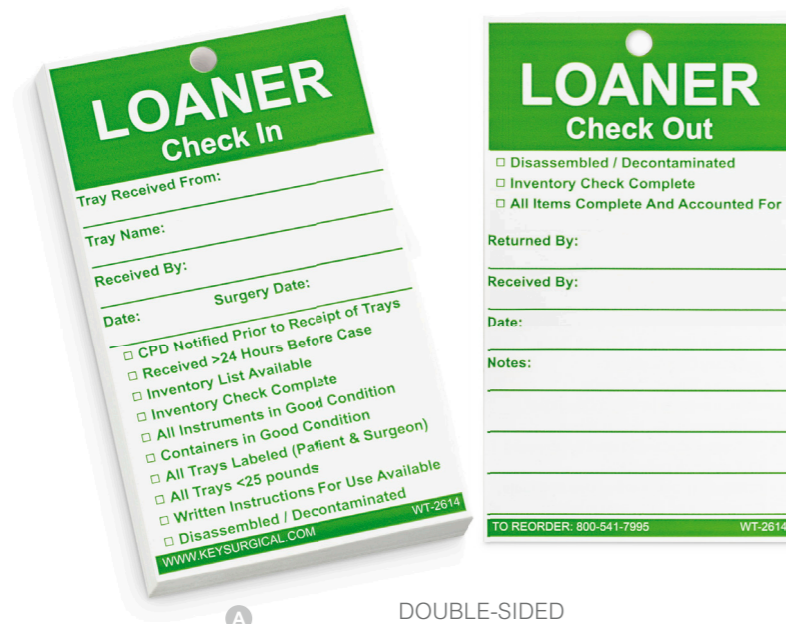 LOANER
Check In
Tray Received From:
Tray Name:
Received By:
Date: Surgery Date:
□ CPD Notified Prior to Receipt of Trays
□ Received >24 Hours Before Case
□ Inventory List Available
□ Inventory Check Complete
□ All Instruments in Good Condition
□ Containers in Good Condition
□ All Trays Labeled (Patient & Surgeon)
□ All Trays <25 pounds
□ Written Instructions For Use Available
□ Disassembled / Decontaminated
WWW.KEYSURGICAL.COM WT-2614
A
LOANER
Check Out
□ Disassembled / Decontaminated
□ Inventory Check Complete
□ All Items Complete And Accounted For
Returned By:
Received By:
Date:
Notes:
TO REORDER: 800-541-7995 WT-2614
DOUBLE-SIDED